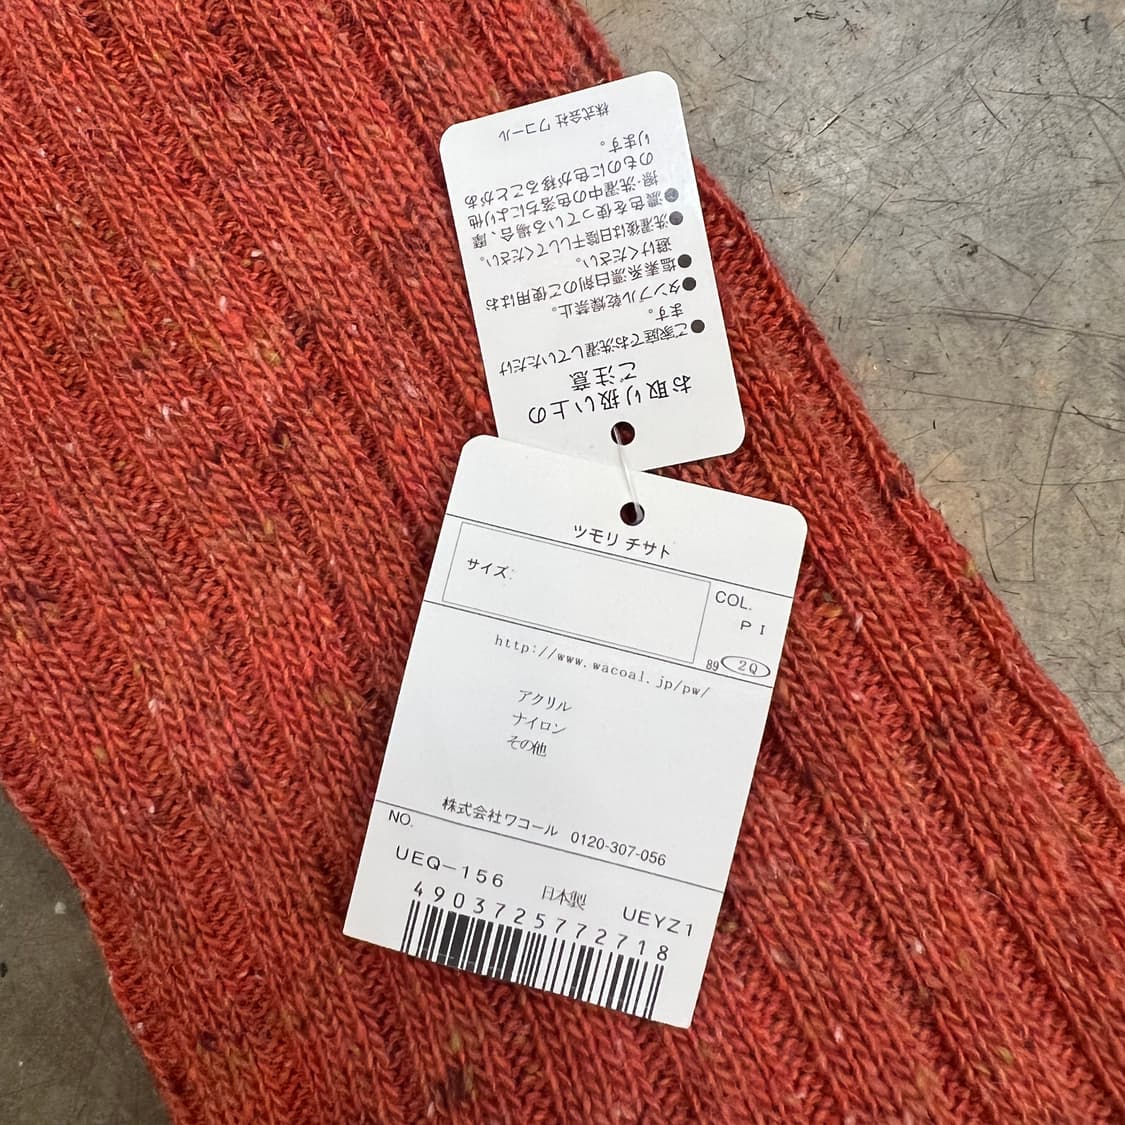 お取り扱い上の
ご注意
●ご家庭でお洗濯していただけ
ます。
●タンブル乾燥禁止。
●塩素系漂白剤のご使用はお
避けください。
●洗濯後は日陰干ししてください。
●濃色を使っている場合、摩
擦・洗濯中の色落ちにより他
のものに色が移ることがあ
ります。
株式会社 ワコール
ツモリ チサト
サイズ:
COL.
PI
89 2Q
http://www.wacoal.jp/pw/
アクリル
ナイロン
その他
株式会社ワコール 0120-307-056
NO.
UEQ-156 日本製 UEYZ1
4903725772718